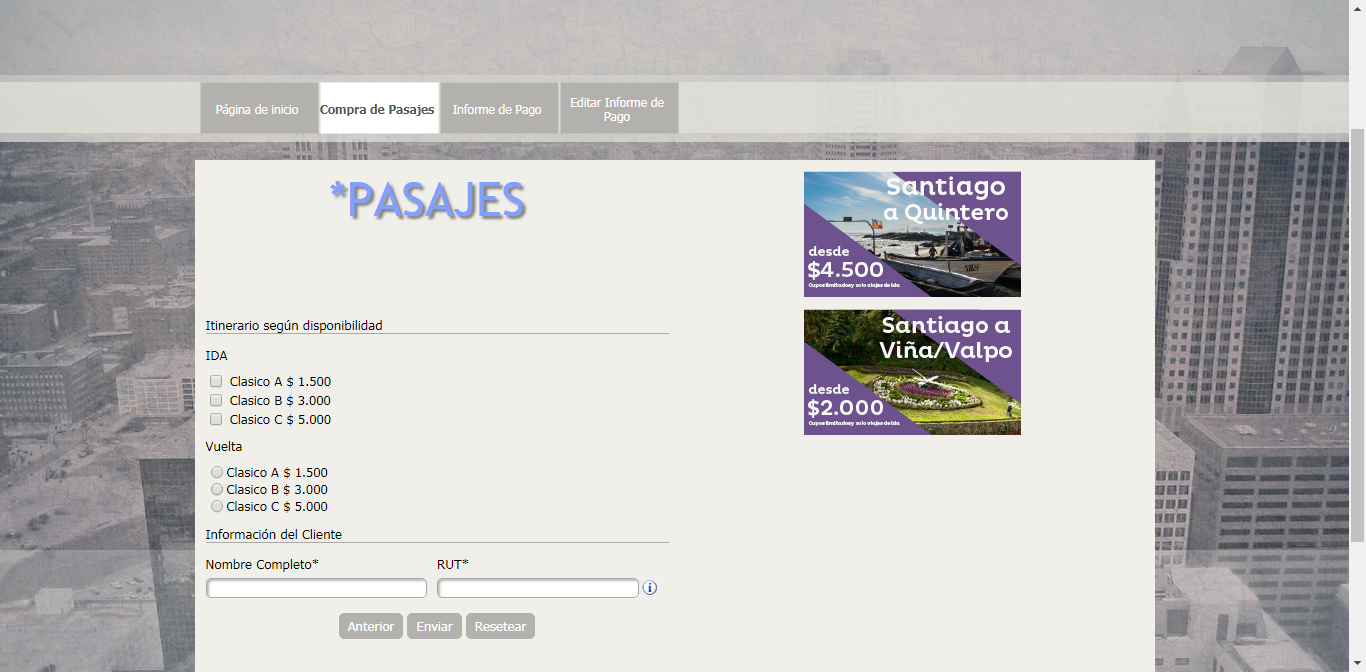 Página de inicio
Compra de Pasajes
Informe de Pago
Editar Informe de
Pago
*PASAJES
Itinerario según disponibilidad
IDA
Clasico A $ 1.500
Clasico B $ 3.000
Clasico C $ 5.000
Vuelta
Clasico A $ 1.500
Clasico B $ 3.000
Clasico C $ 5.000
Información del Cliente
Nombre Completo*
RUT*
Anterior
Enviar
Resetear
Santiago
a Quintero
desde
$4.500
Cupos limitados y solo viajes de ida
Santiago a
Viña/Valpo
desde
$2.000
Cupos limitados y solo viajes de ida